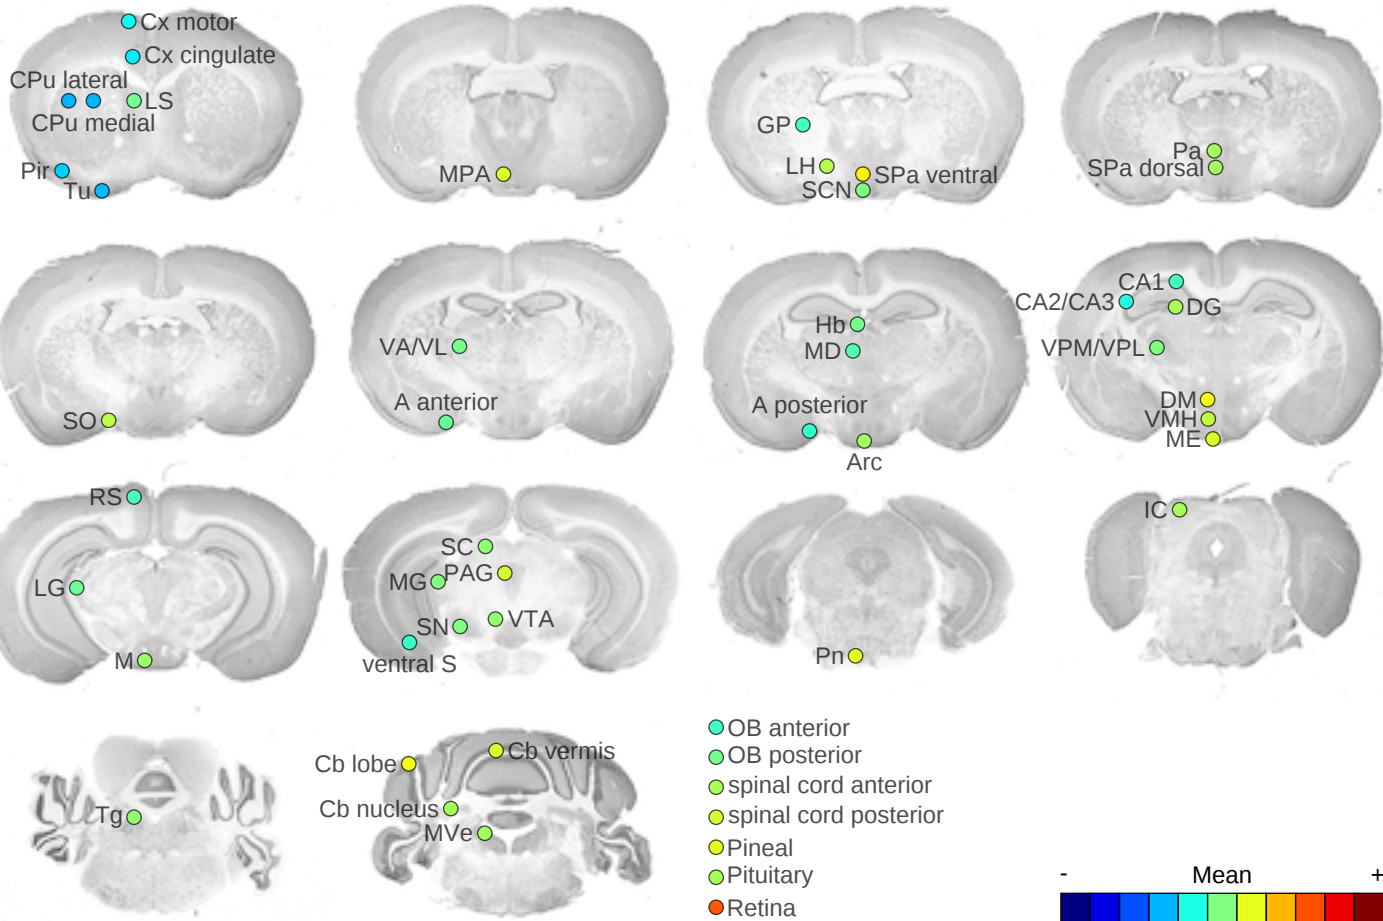 Cx motor
Cx cingulate
CPu lateral
LS
CPu medial
Pir
Tu
MPA
GP
LH
SPa ventral
SCN
Pa
SPa dorsal
SO
VA/VL
A anterior
Hb
MD
A posterior
Arc
CA1
CA2/CA3
DG
VPM/VPL
DM
VMH
ME
RS
LG
M
SC
PAG
MG
VTA
SN
ventral S
Pn
IC
Tg
Cb vermis
Cb lobe
Cb nucleus
MVe
OB anterior
OB posterior
spinal cord anterior
spinal cord posterior
Pineal
Pituitary
Retina
- Mean +